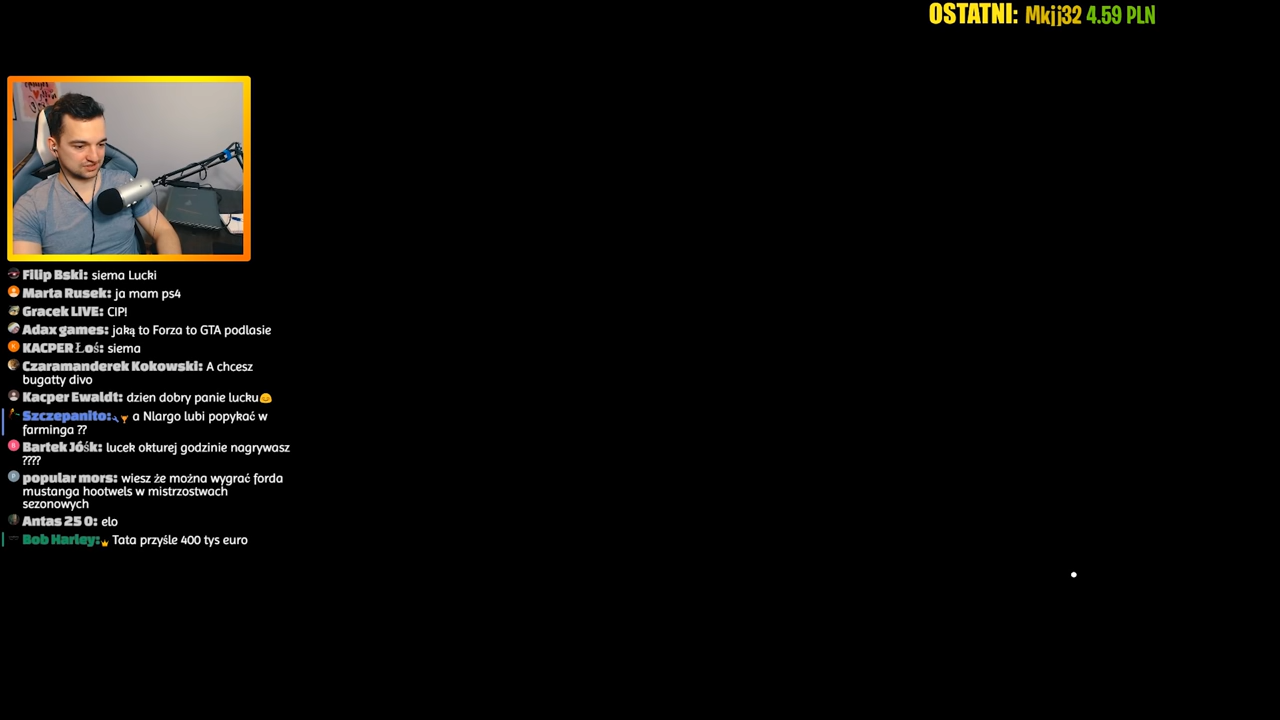 OSTATNI: Mkjj32 4.59 PLN
Filip Bski: siema Lucki
Marta Rusek: ja mam ps4
Gracek LIVE: CIP!
Adax games: jaką to Forza to GTA podlasie
KACPER Łoś: siema
Czaramanderek Kokowski: A chcesz
bugatty divo
Kacper Ewaldt: dzien dobry panie lucku
Szczepanito: a Nlargo lubi popykać w
farminga ??
Bartek Jóśk: lucek okturej godzinie nagrywasz
????
popular mors: wiesz że można wygrać forda
mustanga hootwels w mistrzostwach
sezonowych
Antas 25 0: elo
Bob Harley: Tata przyśle 400 tys euro